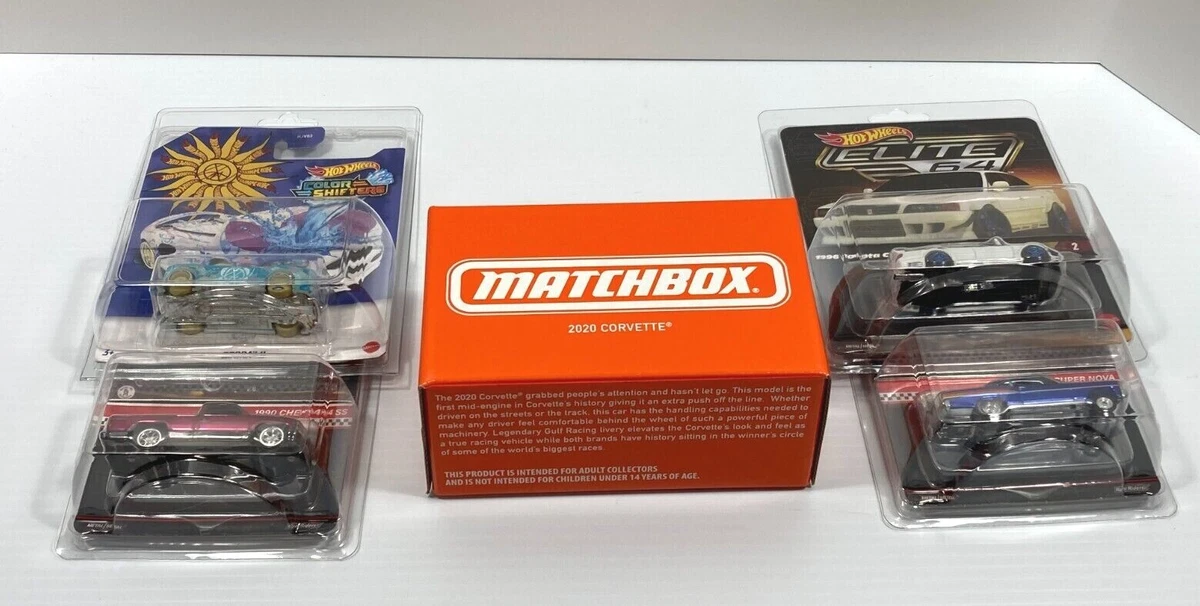 HOT WHEELS
COLOR
SHIFTERS
HOT WHEELS
ELITE
64
1996
2
MATCHBOX®
2020 CORVETTE®
The 2020 Corvette® grabbed people's attention and hasn't let go. This model is the
first mid-engine in Corvette's history giving it an extra push off the line. Whether
driven on the streets or the track, this car has the handling capabilities needed to
make any driver feel comfortable behind the wheel of such a powerful piece of
machinery. Legendary Gulf Racing livery elevates the Corvette's look and feel as
a true racing vehicle while both brands have history sitting in the winner's circle
of some of the world's biggest races.
THIS PRODUCT IS INTENDED FOR ADULT COLLECTORS
AND IS NOT INTENDED FOR CHILDREN UNDER 14 YEARS OF AGE.
1990 CHEVY 454 SS
SUPER NOVA